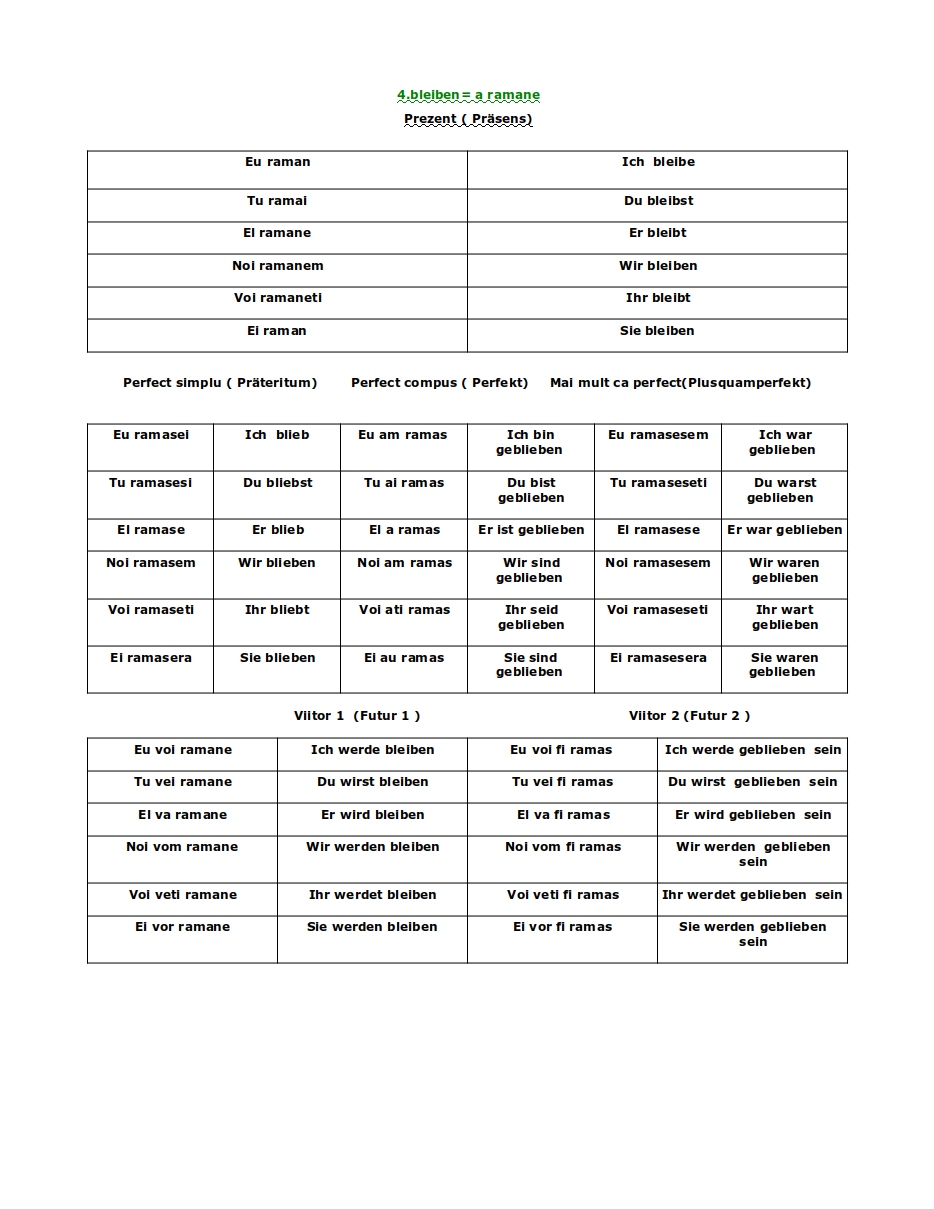 4.bleiben= a ramane
Prezent ( Präsens)
Eu raman Ich bleibe
Tu ramai Du bleibst
El ramane Er bleibt
Noi ramanem Wir bleiben
Voi ramaneti Ihr bleibt
Ei raman Sie bleiben
Perfect simplu ( Präteritum) Perfect compus ( Perfekt) Mai mult ca perfect(Plusquamperfekt)
Eu ramasei Ich blieb Eu am ramas Ich bin geblieben Eu ramasesem Ich war geblieben
Tu ramasesi Du bliebst Tu ai ramas Du bist geblieben Tu ramaseseti Du warst geblieben
El ramase Er blieb El a ramas Er ist geblieben El ramasese Er war geblieben
Noi ramasem Wir blieben Noi am ramas Wir sind geblieben Noi ramasesem Wir waren geblieben
Voi ramaseti Ihr bliebt Voi ati ramas Ihr seid geblieben Voi ramaseseti Ihr wart geblieben
Ei ramasera Sie blieben Ei au ramas Sie sind geblieben Ei ramasesera Sie waren geblieben
Viitor 1 (Futur 1 ) Viitor 2 (Futur 2 )
Eu voi ramane Ich werde bleiben Eu voi fi ramas Ich werde geblieben sein
Tu vei ramane Du wirst bleiben Tu vei fi ramas Du wirst geblieben sein
El va ramane Er wird bleiben El va fi ramas Er wird geblieben sein
Noi vom ramane Wir werden bleiben Noi vom fi ramas Wir werden geblieben sein
Voi veti ramane Ihr werdet bleiben Voi veti fi ramas Ihr werdet geblieben sein
Ei vor ramane Sie werden bleiben Ei vor fi ramas Sie werden geblieben sein